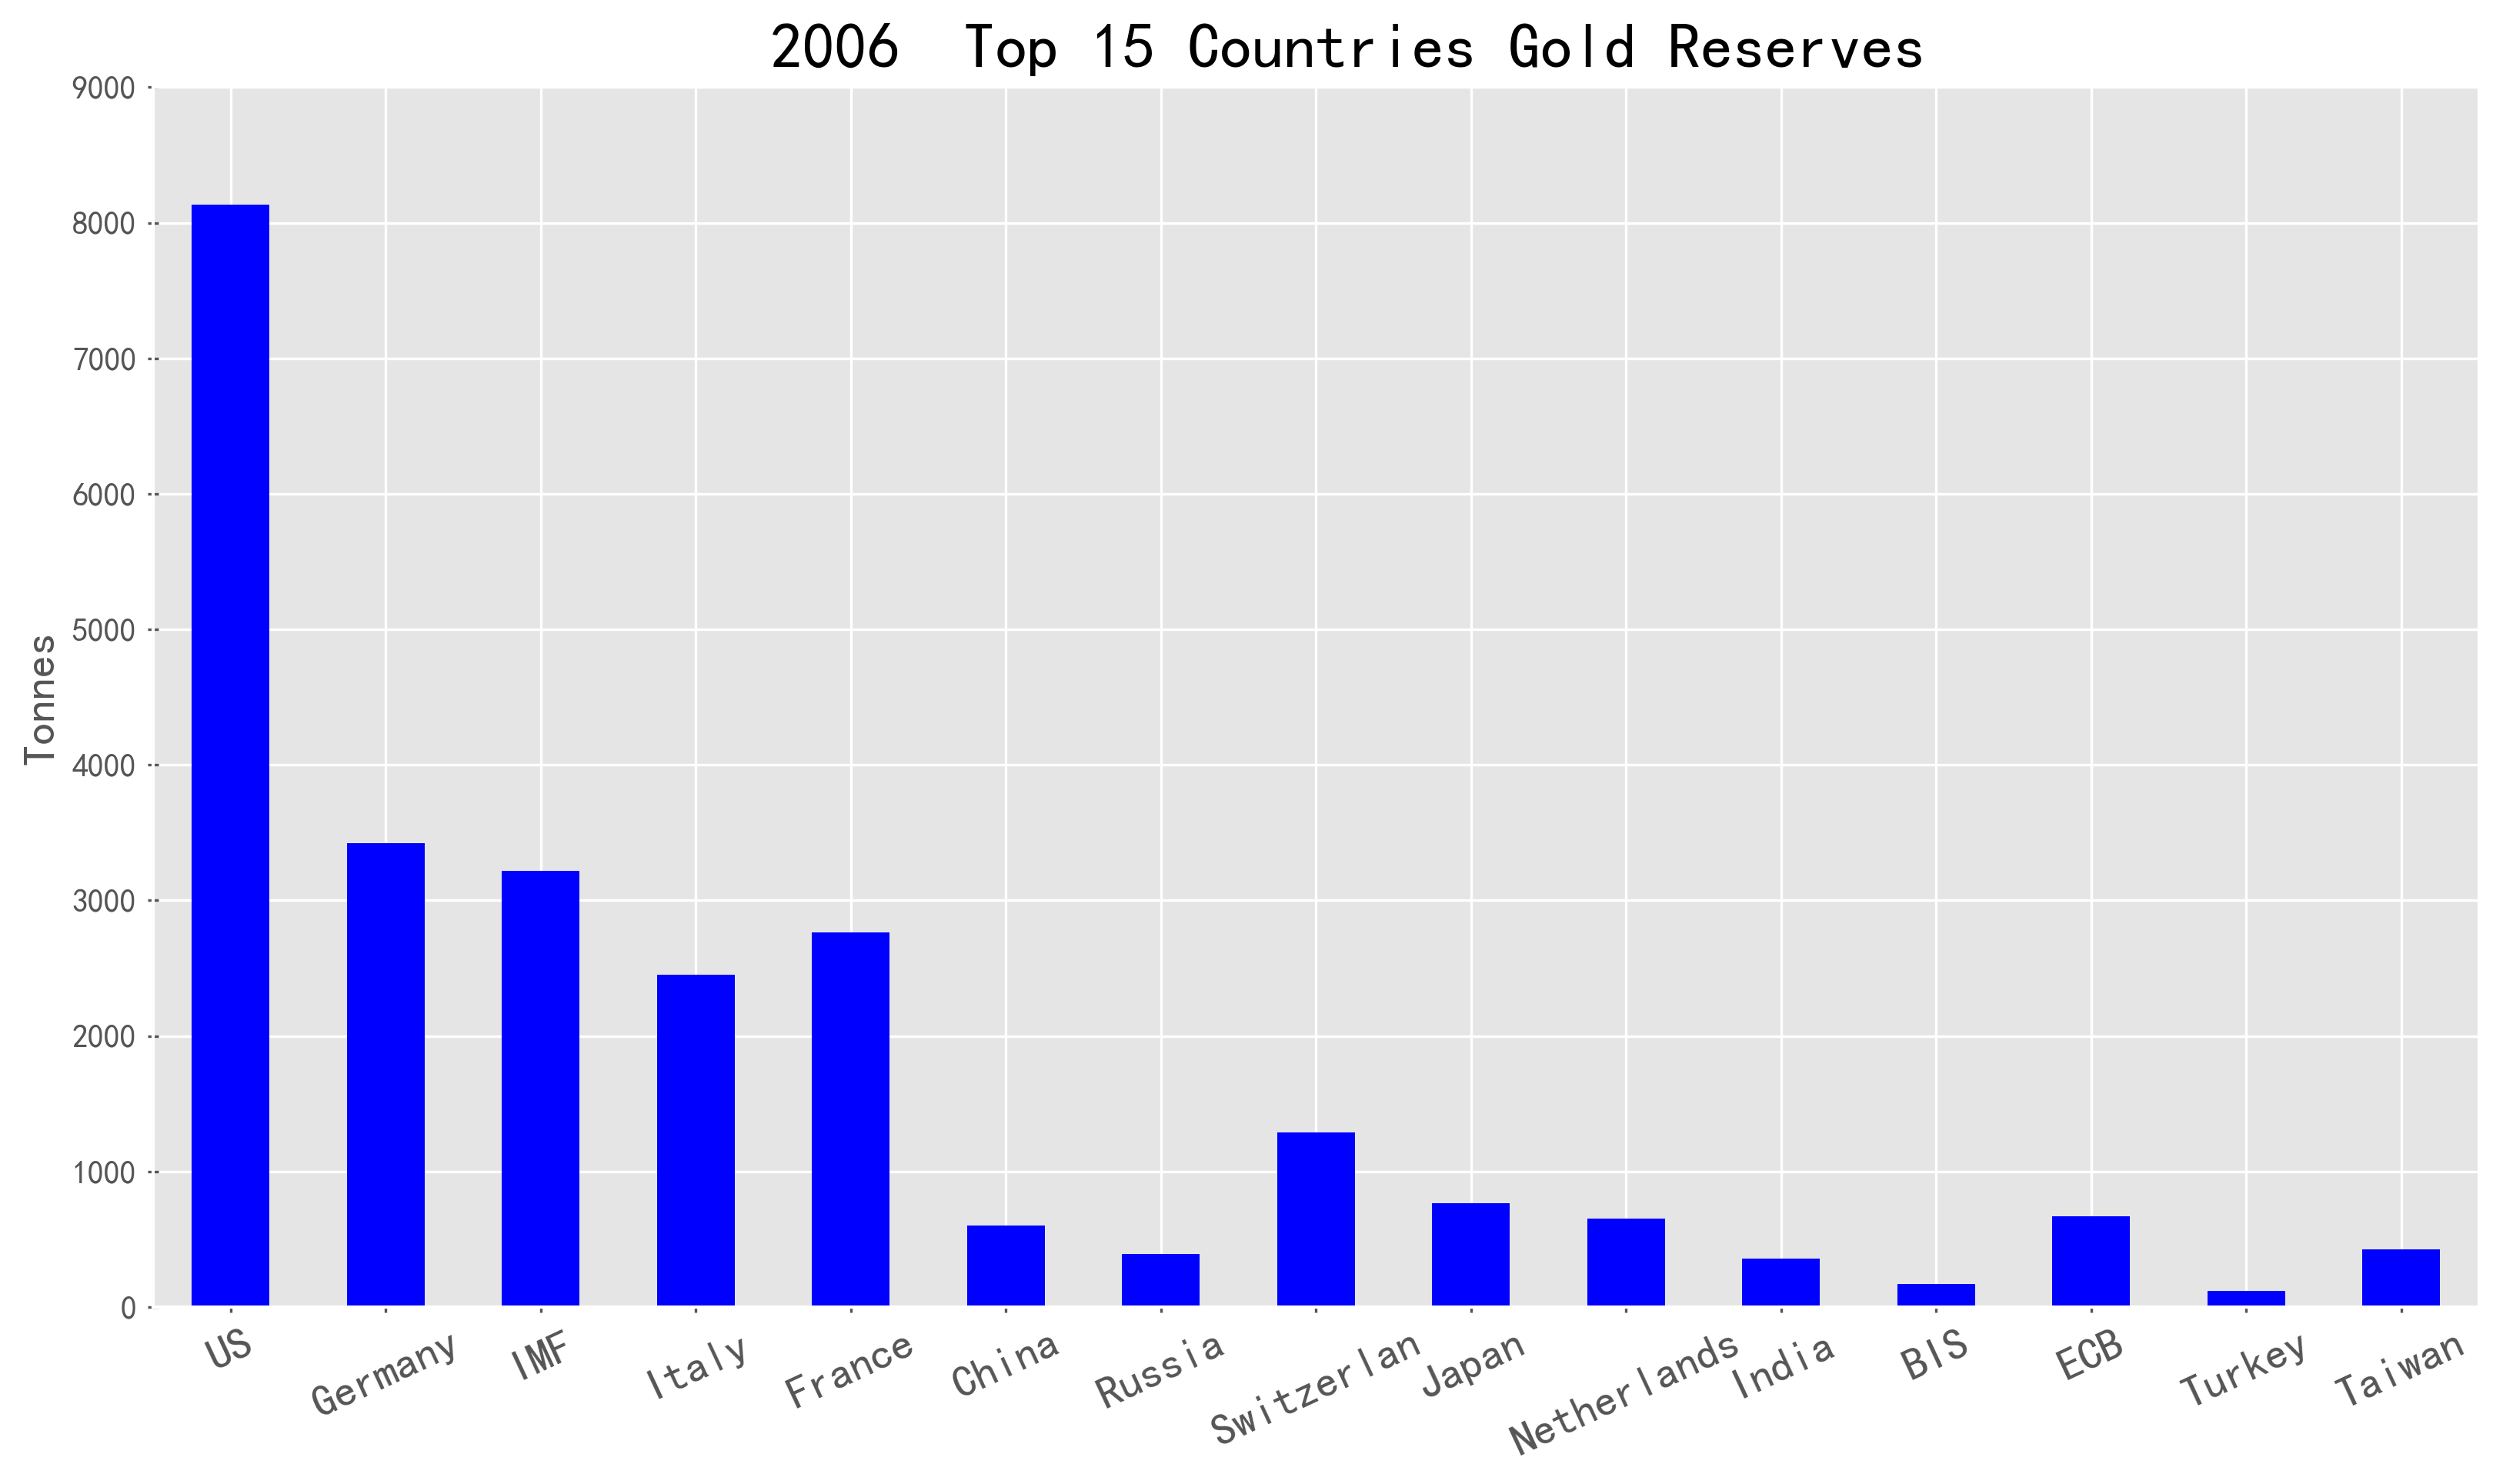 2006  Top 15 Countries Gold Reserves
9000
8000
7000
6000
5000
4000
3000
2000
1000
0
Tonnes
US
Germany
IMF
Italy
France
China
Russia
Switzerlan
Japan
Netherlands
India
BIS
ECB
Turkey
Taiwan